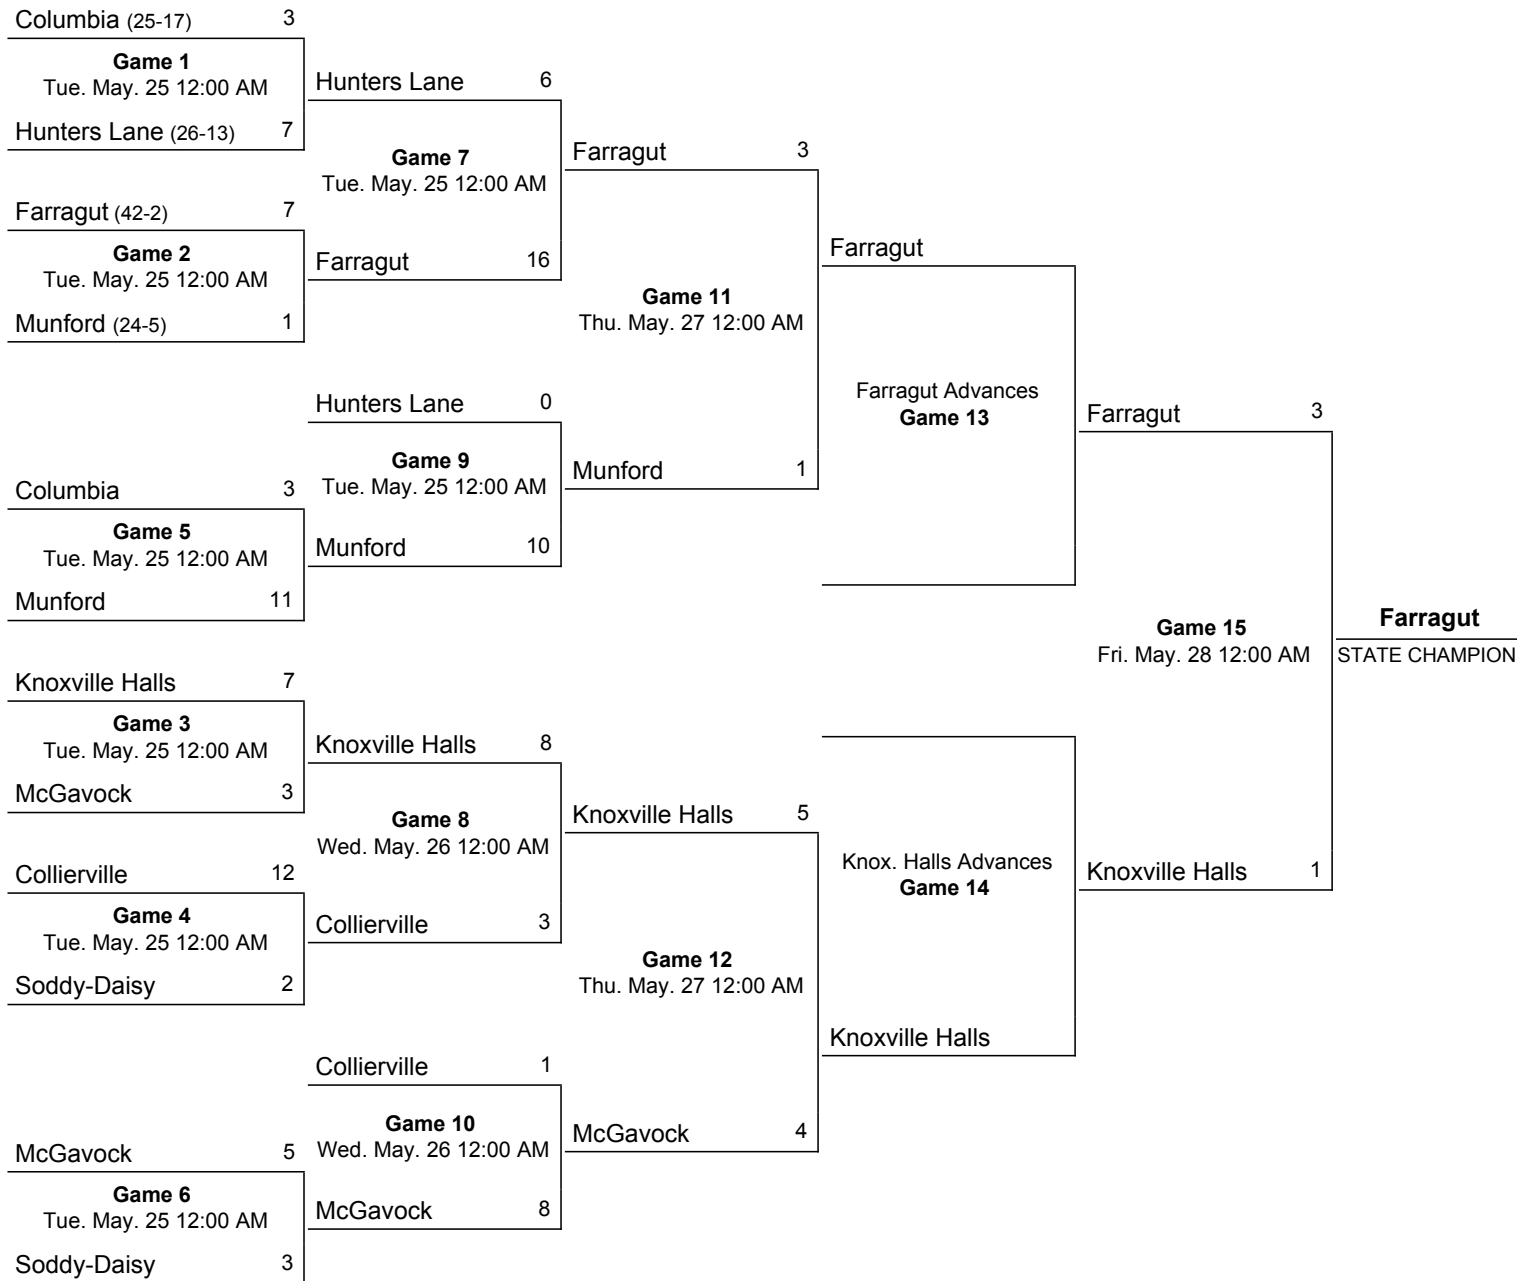 Columbia (25-17) 3
Game 1
Tue. May. 25 12:00 AM
Hunters Lane (26-13) 7
Farragut (42-2) 7
Game 2
Tue. May. 25 12:00 AM
Munford (24-5) 1
Columbia 3
Game 5
Tue. May. 25 12:00 AM
Munford 11
Knoxville Halls 7
Game 3
Tue. May. 25 12:00 AM
McGavock 3
Collierville 12
Game 4
Tue. May. 25 12:00 AM
Soddy-Daisy 2
McGavock 5
Game 6
Tue. May. 25 12:00 AM
Soddy-Daisy 3
Hunters Lane 6
Game 7
Tue. May. 25 12:00 AM
Farragut 16
Hunters Lane 0
Game 9
Tue. May. 25 12:00 AM
Munford 10
Knoxville Halls 8
Game 8
Wed. May. 26 12:00 AM
Collierville 3
Collierville 1
Game 10
Wed. May. 26 12:00 AM
McGavock 8
Farragut 3
Game 11
Thu. May. 27 12:00 AM
Munford 1
Knoxville Halls 5
Game 12
Thu. May. 27 12:00 AM
McGavock 4
Farragut
Farragut Advances
Game 13
Knox. Halls Advances
Game 14
Knoxville Halls
Farragut 3
Game 15
Fri. May. 28 12:00 AM
Knoxville Halls 1
Farragut
STATE CHAMPION